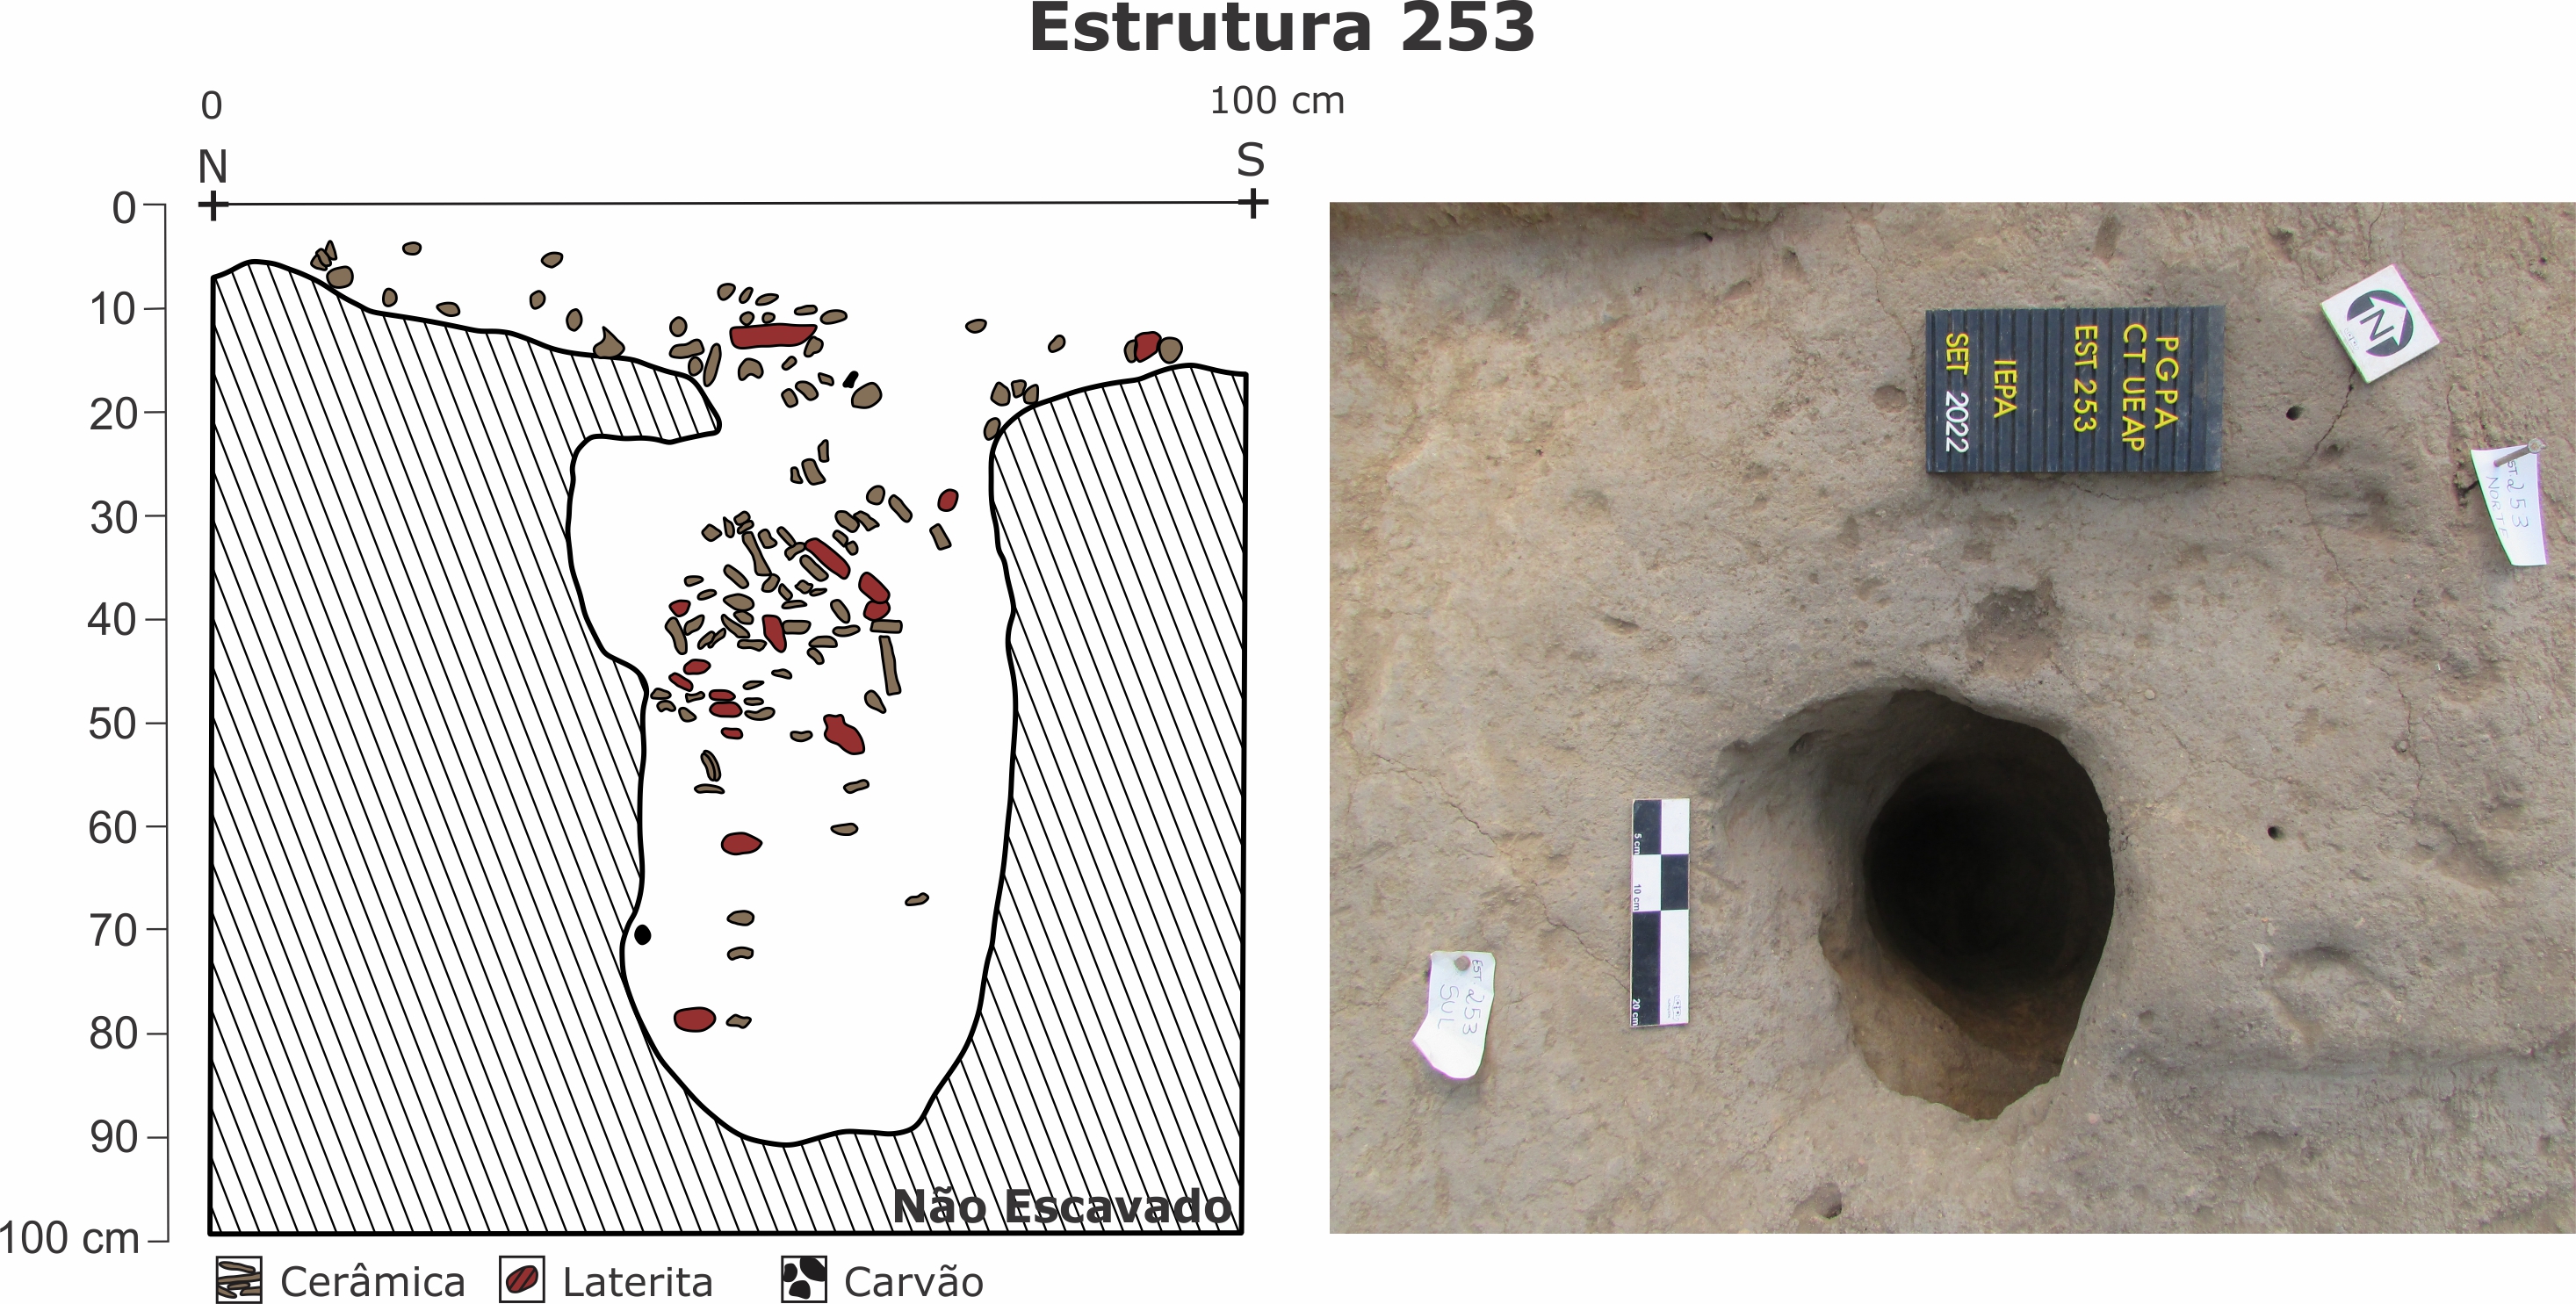 Estrutura 253
0
100 cm
N
S
0
10
20
30
40
50
60
70
80
90
100 cm
Não Escavado
Cerâmica
Laterita
Carvão
PGPA
CT UEAP
EST 253
IEPA
SET 2022
N
253
NORTE
5 cm
10 cm
20 cm
EST 253
SUL